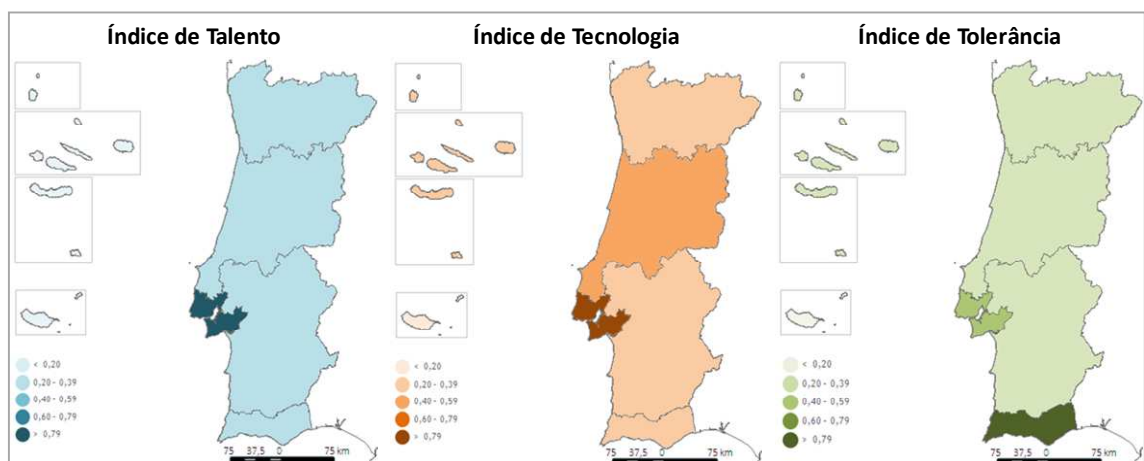 Índice de Talento
Índice de Tecnologia
Índice de Tolerância
< 0,20
0,20 - 0,39
0,40 - 0,59
0,60 - 0,79
> 0,79
75 37,5 0 75 km
< 0,20
0,20 - 0,39
0,40 - 0,59
0,60 - 0,79
> 0,79
75 37,5 0 75 km
< 0,20
0,20 - 0,39
0,40 - 0,59
0,60 - 0,79
> 0,79
75 37,5 0 75 km